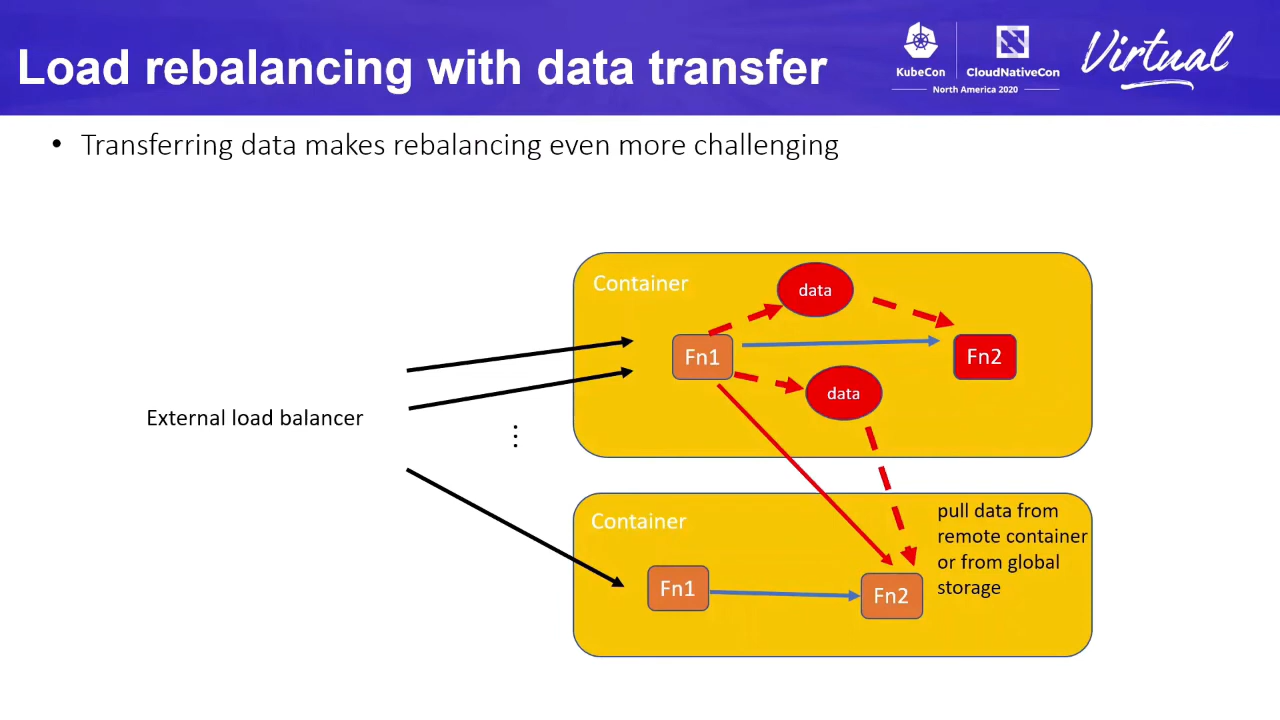 Load rebalancing with data transfer
KubeCon
CloudNativeCon
North America 2020
Virtual
• Transferring data makes rebalancing even more challenging
Container
data
Fn1
Fn2
data
External load balancer
Container
pull data from
remote container
or from global
storage
Fn1
Fn2